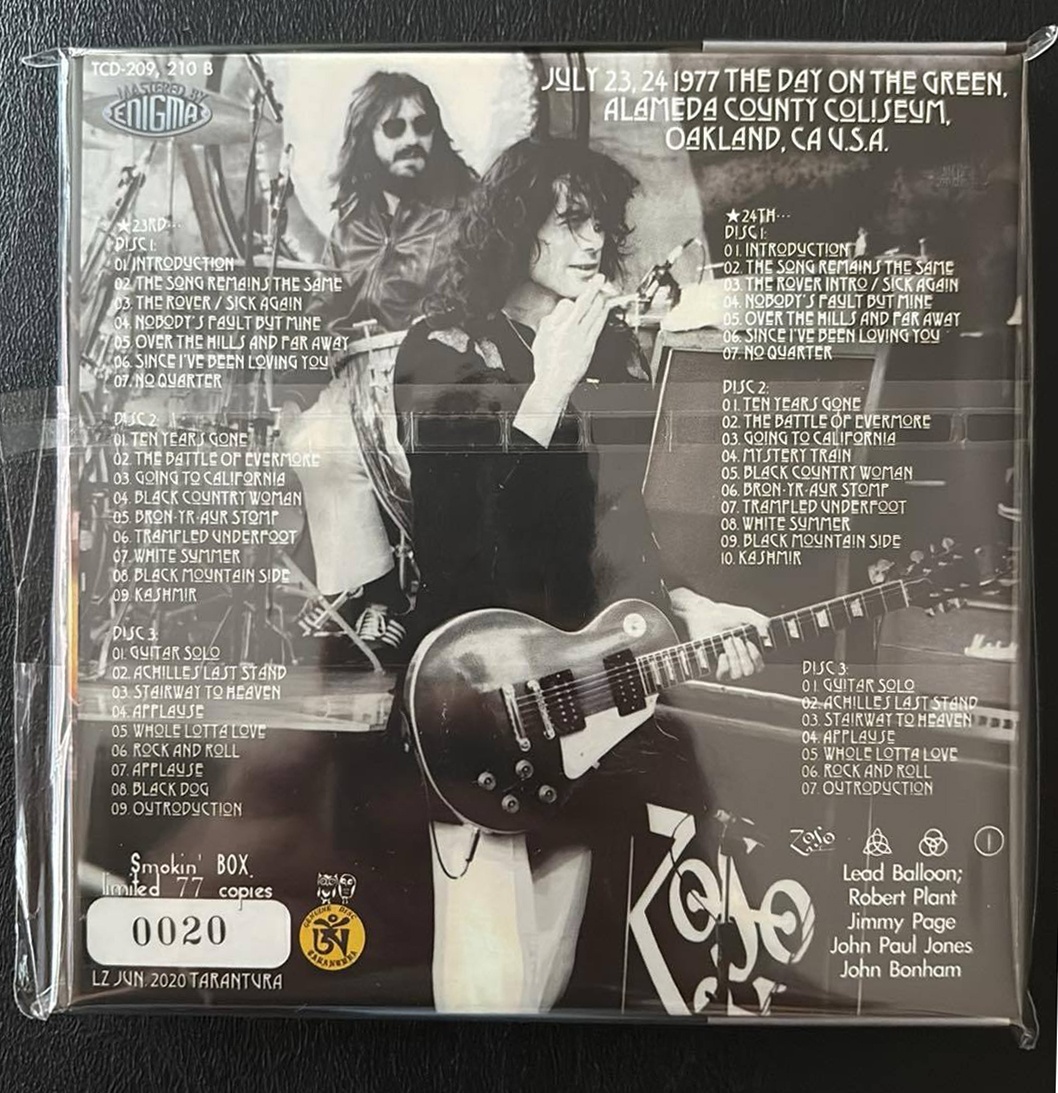 TCD-209, 210 B
MASTERED BY
ENIGMA
JULY 23, 24 1977 THE DAY ON THE GREEN,
ALAMEDA COUNTY COLISEUM,
OAKLAND, CA U.S.A.
★23RD...
DISC 1:
01. INTRODUCTION
02. THE SONG REMAINS THE SAME
03. THE ROVER / SICK AGAIN
04. NOBODY'S FAULT BUT MINE
05. OVER THE HILLS AND FAR AWAY
06. SINCE I'VE BEEN LOVING YOU
07. NO QUARTER
DISC 2:
01. TEN YEARS GONE
02. THE BATTLE OF EVERMORE
03. GOING TO CALIFORNIA
04. BLACK COUNTRY WOMAN
05. BRON-YR-AUR STOMP
06. TRAMPLED UNDERFOOT
07. WHITE SUMMER
08. BLACK MOUNTAIN SIDE
09. KASHMIR
DISC 3:
01. GUITAR SOLO
02. ACHILLES LAST STAND
03. STAIRWAY TO HEAVEN
04. APPLAUSE
05. WHOLE LOTTA LOVE
06. ROCK AND ROLL
07. APPLAUSE
08. BLACK DOG
09. OUTRODUCTION
★24TH...
DISC 1:
01. INTRODUCTION
02. THE SONG REMAINS THE SAME
03. THE ROVER INTRO / SICK AGAIN
04. NOBODY'S FAULT BUT MINE
05. OVER THE HILLS AND FAR AWAY
06. SINCE I'VE BEEN LOVING YOU
07. NO QUARTER
DISC 2:
01. TEN YEARS GONE
02. THE BATTLE OF EVERMORE
03. GOING TO CALIFORNIA
04. MYSTERY TRAIN
05. BLACK COUNTRY WOMAN
06. BRON-YR-AUR STOMP
07. TRAMPLED UNDERFOOT
08. WHITE SUMMER
09. BLACK MOUNTAIN SIDE
10. KASHMIR
DISC 3:
01. GUITAR SOLO
02. ACHILLES LAST STAND
03. STAIRWAY TO HEAVEN
04. APPLAUSE
05. WHOLE LOTTA LOVE
06. ROCK AND ROLL
07. OUTRODUCTION
Smokin' BOX.
limited 77 copies
0020
GENUINE DISC
TARANTURA
LZ JUN. 2020 TARANTURA
ZoSo
ZoSo
Lead Balloon;
Robert Plant
Jimmy Page
John Paul Jones
John Bonham